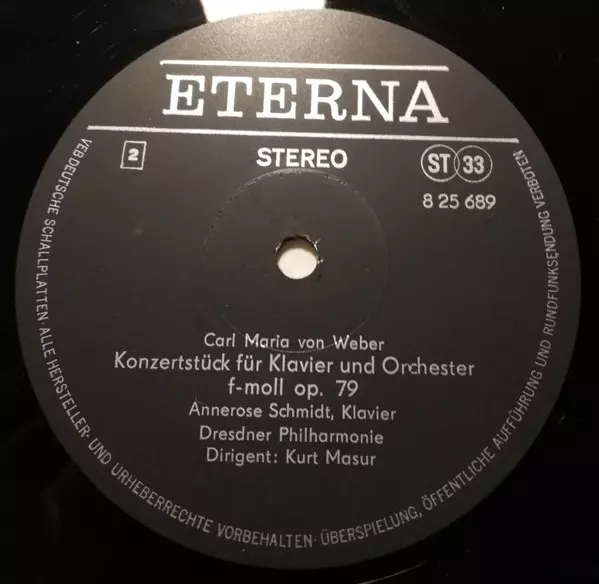 ETERNA
2
STEREO
ST 33
8 25 689
Carl Maria von Weber
Konzertstück für Klavier und Orchester
f-moll op. 79
Annerose Schmidt, Klavier
Dresdner Philharmonie
Dirigent: Kurt Masur
VEB DEUTSCHE SCHALLPLATTEN · ALLE HERSTELLER- UND URHEBERRECHTE VORBEHALTEN · ÜBERSPIELUNG, ÖFFENTLICHE AUFFÜHRUNG UND RUNDFUNKSENDUNG VERBOTEN